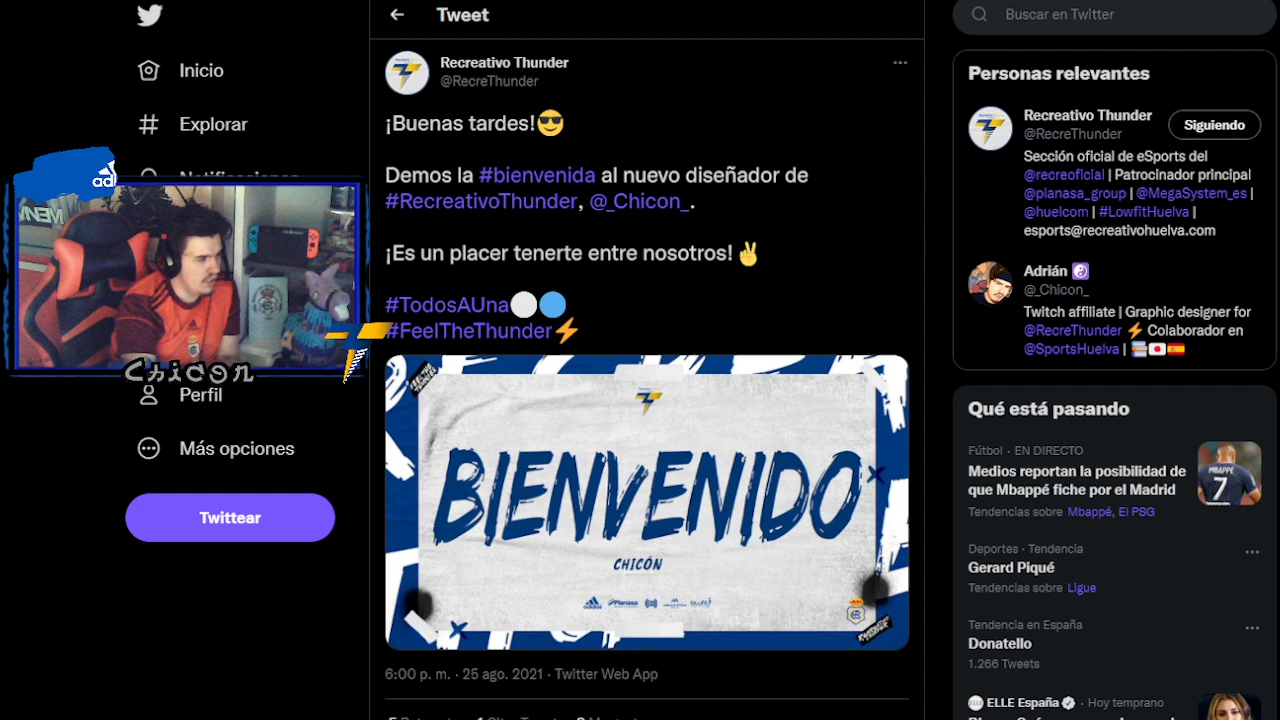 Tweet
Buscar en Twitter
Inicio
Explorar
Notificaciones
Perfil
Más opciones
Twittear
Chicon
Recreativo Thunder
@RecreThunder
¡Buenas tardes!😎
Demos la #bienvenida al nuevo diseñador de
#RecreativoThunder, @_Chicon_.
¡Es un placer tenerte entre nosotros!✌
#TodosAUna⚪🔵
#FeelTheThunder⚡
BIENVENIDO
CHICÓN
adidas Planasa
6:00 p. m. · 25 ago. 2021 · Twitter Web App
Personas relevantes
Recreativo Thunder
@RecreThunder
Siguiendo
Sección oficial de eSports del
@recreoficial | Patrocinador principal
@planasa_group | @MegaSystem_es |
@huelcom | #LowfitHuelva |
esports@recreativohuelva.com
Adrián ☯
@_Chicon_
Twitch affiliate | Graphic designer for
@RecreThunder ⚡ Colaborador en
@SportsHuelva | 📚🇯🇵🇪🇸
Qué está pasando
Fútbol · EN DIRECTO
Medios reportan la posibilidad de
que Mbappé fiche por el Madrid
Tendencias sobre Mbappé, El PSG
MBAPPE
7
Deportes · Tendencia
Gerard Piqué
Tendencias sobre Ligue
Tendencia en España
Donatello
1.266 Tweets
ELLE España · Hoy temprano